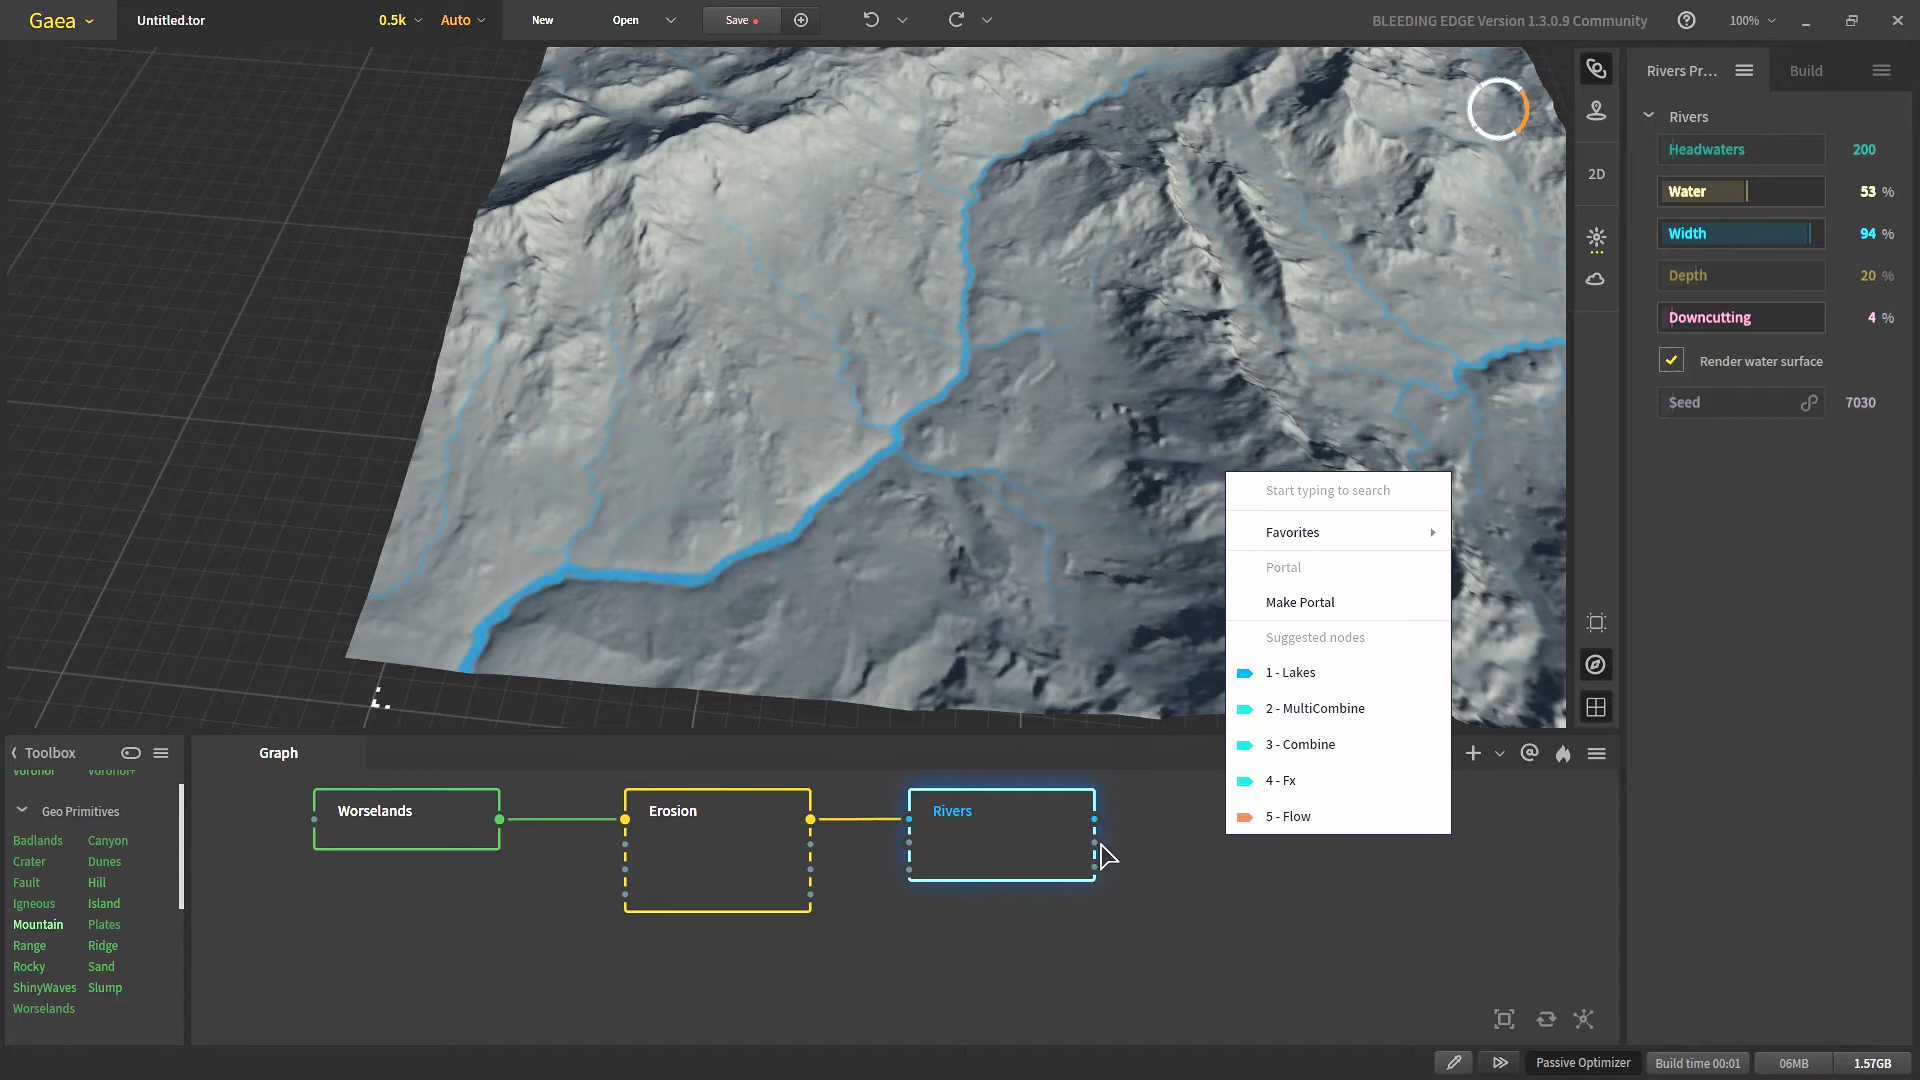 Gaea
Untitled.tor
0.5k
Auto
New
Open
Save
BLEEDING EDGE Version 1.3.0.9 Community
100%
Rivers Pr...
Build
Rivers
Headwaters 200
Water 53 %
Width 94 %
Depth 20 %
Downcutting 4 %
Render water surface
Seed 7030
2D
Start typing to search
Favorites
Portal
Make Portal
Suggested nodes
1 - Lakes
2 - MultiCombine
3 - Combine
4 - Fx
5 - Flow
Toolbox
Voronoi Voronoi+
Geo Primitives
Badlands Canyon
Crater Dunes
Fault Hill
Igneous Island
Mountain Plates
Range Ridge
Rocky Sand
ShinyWaves Slump
Worselands
Graph
Worselands
Erosion
Rivers
Passive Optimizer
Build time 00:01
06MB
1.57GB